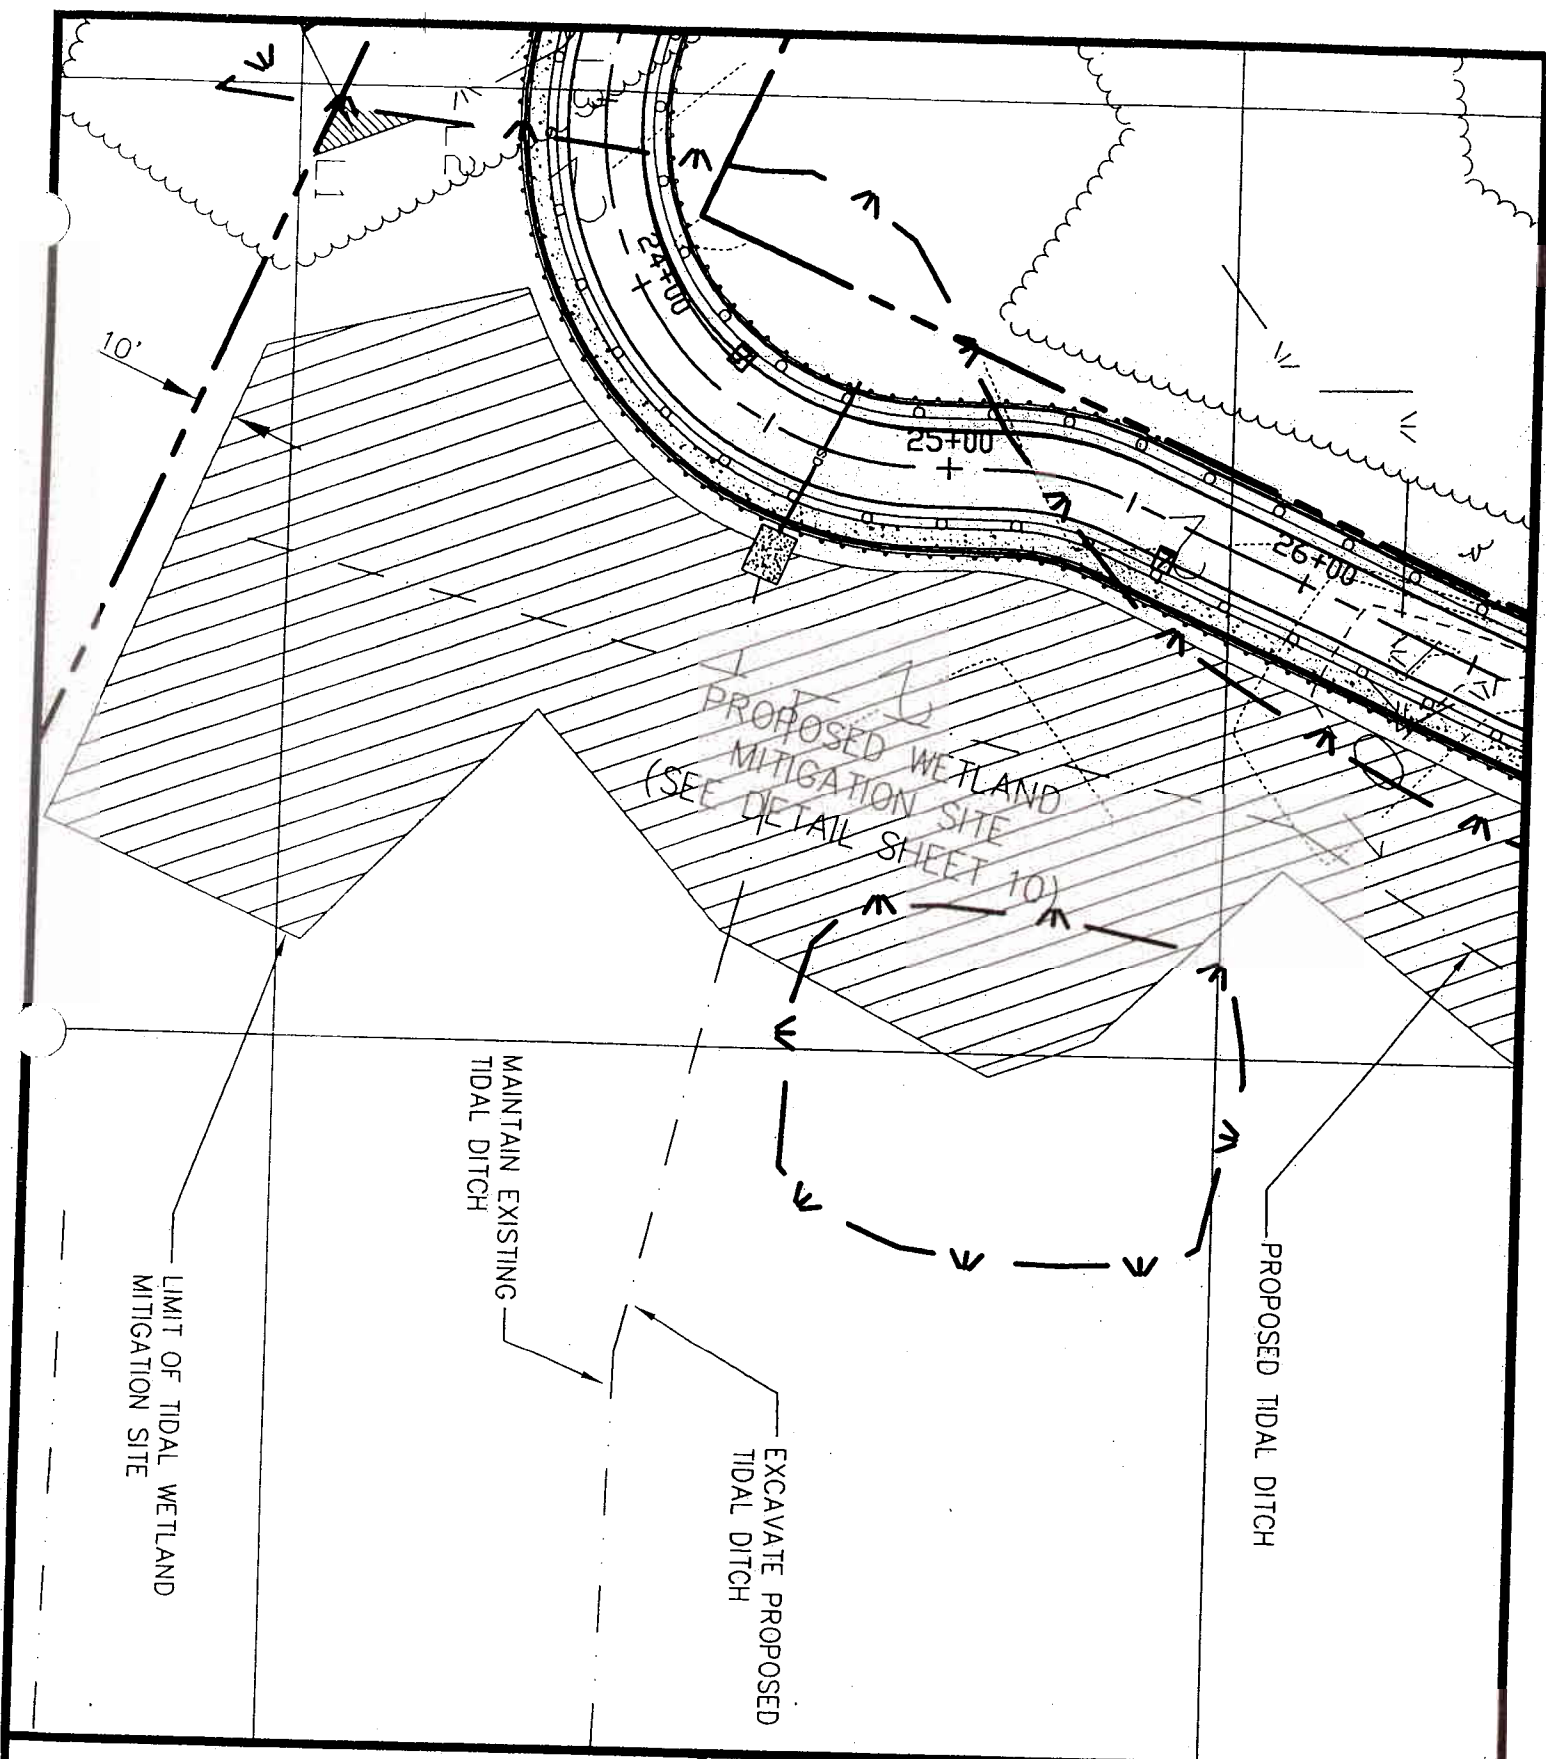 L1
L2
10'
24+00
25+00
26+00
PROPOSED WETLAND
MITIGATION SITE
(SEE DETAIL SHEET 10)
PROPOSED TIDAL DITCH
MAINTAIN EXISTING
TIDAL DITCH
EXCAVATE PROPOSED
TIDAL DITCH
LIMIT OF TIDAL WETLAND
MITIGATION SITE